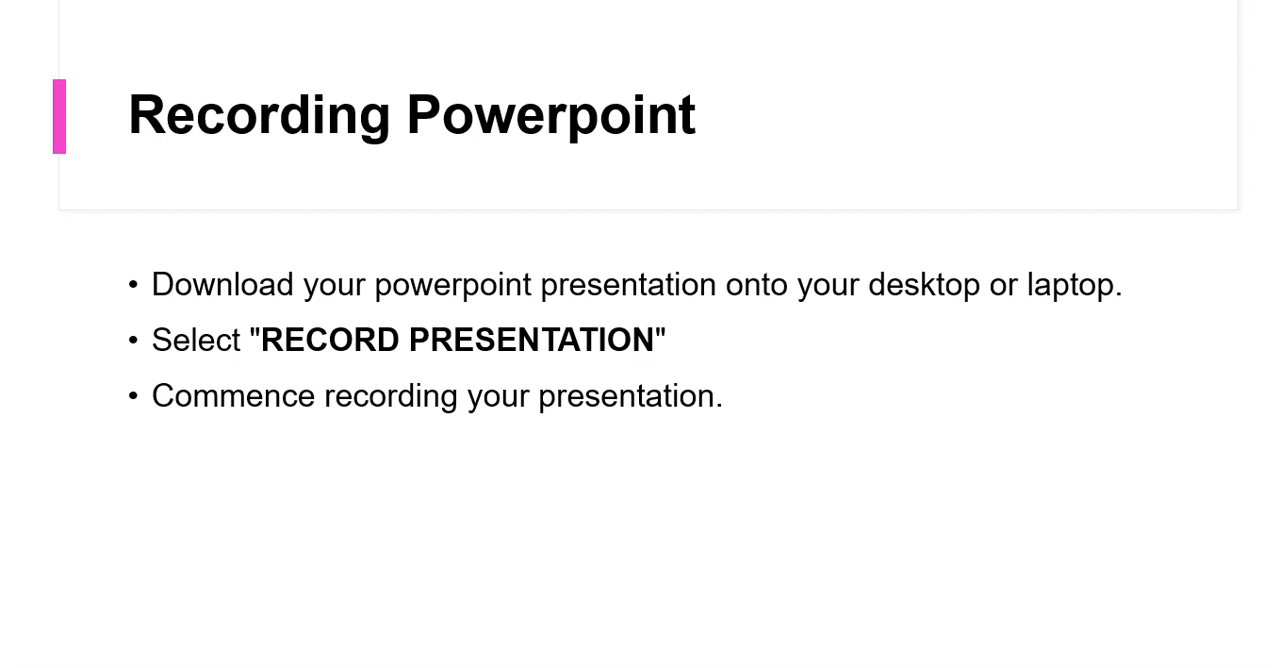 Recording Powerpoint
• Download your powerpoint presentation onto your desktop or laptop.
• Select "RECORD PRESENTATION"
• Commence recording your presentation.